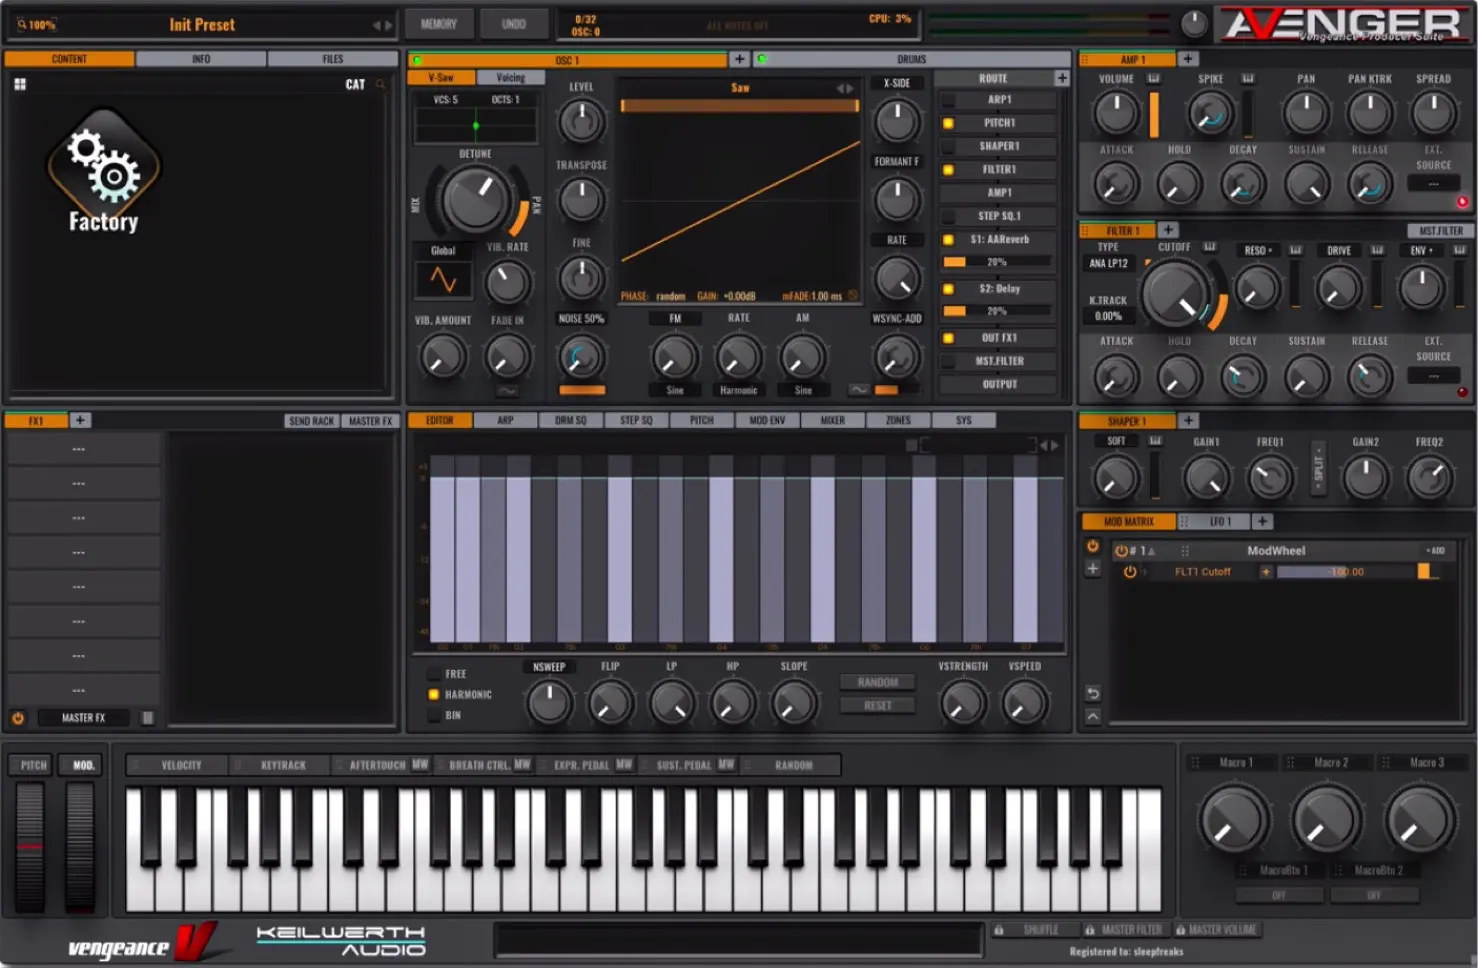 100%
Init Preset
MEMORY
UNDO
0/32
OSC: 0
ALL NOTES OFF
CPU: 3%
AVENGER
Vengeance Producer Suite
CONTENT
INFO
FILES
CAT
Factory
OSC 1
+
DRUMS
V-Saw
Voicing
VCS: 5
OCTS: 1
DETUNE
MIX
PAN
Global
VIB. RATE
VIB. AMOUNT
FADE IN
LEVEL
TRANSPOSE
FINE
NOISE 50%
Saw
PHASE: random
GAIN: +0.00dB
mFADE:1.00 ms
FM
RATE
AM
Sine
Harmonic
Sine
X-SIDE
FORMANT F
RATE
WSYNC-ADD
ROUTE
+
ARP1
PITCH1
SHAPER1
FILTER1
AMP1
STEP SQ.1
S1: AAReverb
20%
S2: Delay
20%
OUT FX1
MST.FILTER
OUTPUT
AMP 1
+
VOLUME
SPIKE
PAN
PAN KTRK
SPREAD
ATTACK
HOLD
DECAY
SUSTAIN
RELEASE
EXT.
SOURCE
---
FILTER 1
+
MST.FILTER
TYPE
ANA LP12
CUTOFF
RESO
DRIVE
ENV
K.TRACK
0.00%
ATTACK
HOLD
DECAY
SUSTAIN
RELEASE
EXT.
SOURCE
---
FX1
+
SEND RACK
MASTER FX
---
---
---
---
---
---
---
---
MASTER FX
EDITOR
ARP
DRM SQ
STEP SQ
PITCH
MOD ENV
MIXER
ZONES
SYS
FREE
HARMONIC
BIN
NSWEEP
FLIP
LP
HP
SLOPE
RANDOM
RESET
VSTRENGTH
VSPEED
SHAPER 1
+
SOFT
GAIN1
FREQ1
SPLIT
GAIN2
FREQ2
MOD MATRIX
LFO 1
+
# 1
ModWheel
ADD
FLT1 Cutoff
+
-100.00
PITCH
MOD.
VELOCITY
KEYTRACK
AFTERTOUCH MW
BREATH CTRL. MW
EXPR. PEDAL MW
SUST. PEDAL MW
RANDOM
Macro 1
Macro 2
Macro 3
MacroBtn 1
MacroBtn 2
OFF
OFF
vengeance
KEILWERTH
AUDIO
SHUFFLE
MASTER FILTER
MASTER VOLUME
Registered to: sleepfreaks